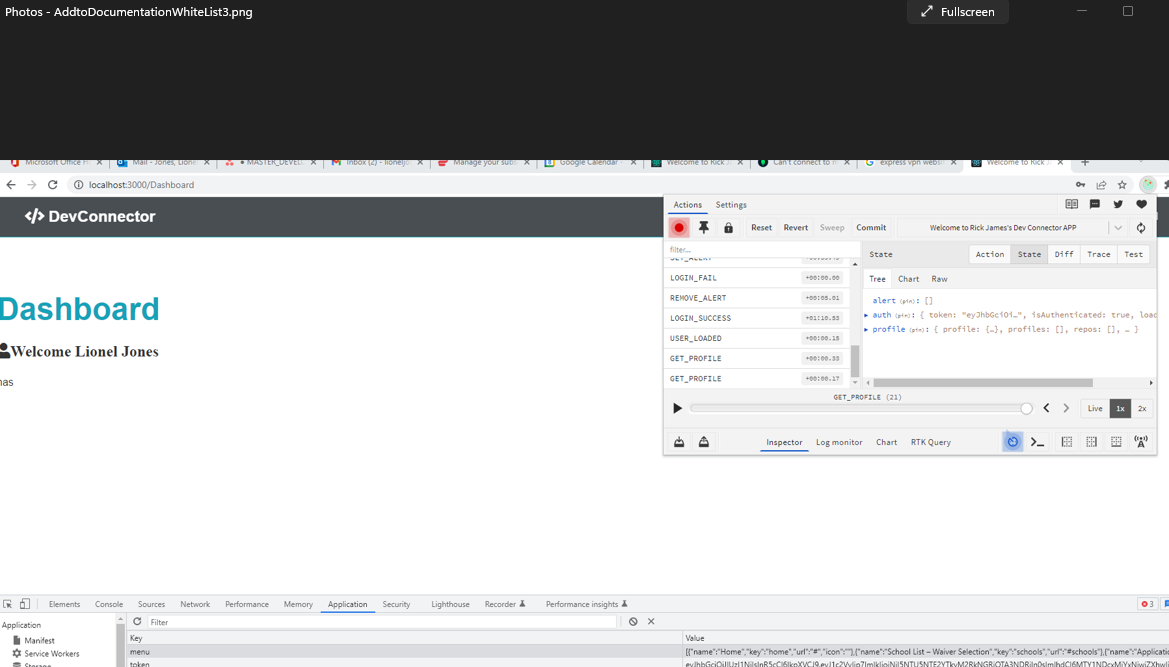 Photos - AddtoDocumentationWhiteList3.png
Fullscreen
Microsoft Office
Mail - Jones, Lione
MASTER_DEVEL
Inbox (2) - lionelj
Manage your sub
Google Calendar -
Welcome to Rick J
Can't connect to
express vpn websi
Welcome to Rick J
localhost:3000/Dashboard
DevConnector
Dashboard
Welcome Lionel Jones
has
Actions Settings
Reset Revert Sweep Commit Welcome to Rick James's Dev Connector APP
filter...
State Action State Diff Trace Test
SET_ALERT
LOGIN_FAIL +00:00.00
REMOVE_ALERT +00:05.01
LOGIN_SUCCESS +01:10.53
USER_LOADED +00:00.15
GET_PROFILE +00:00.33
GET_PROFILE +00:00.17
Tree Chart Raw
alert (pin): []
auth (pin): { token: "eyJhbGciOi…", isAuthenticated: true, load
profile (pin): { profile: {…}, profiles: [], repos: [], … }
GET_PROFILE (21)
Live 1x 2x
Inspector Log monitor Chart RTK Query
Elements Console Sources Network Performance Memory Application Security Lighthouse Recorder Performance insights 3
Application
Manifest
Service Workers
Storage
Filter
Key Value
menu [{"name":"Home","key":"home","url":"#","icon":""},{"name":"School List – Waiver Selection","key":"schools","url":"#schools"},{"name":"Applicatio
token